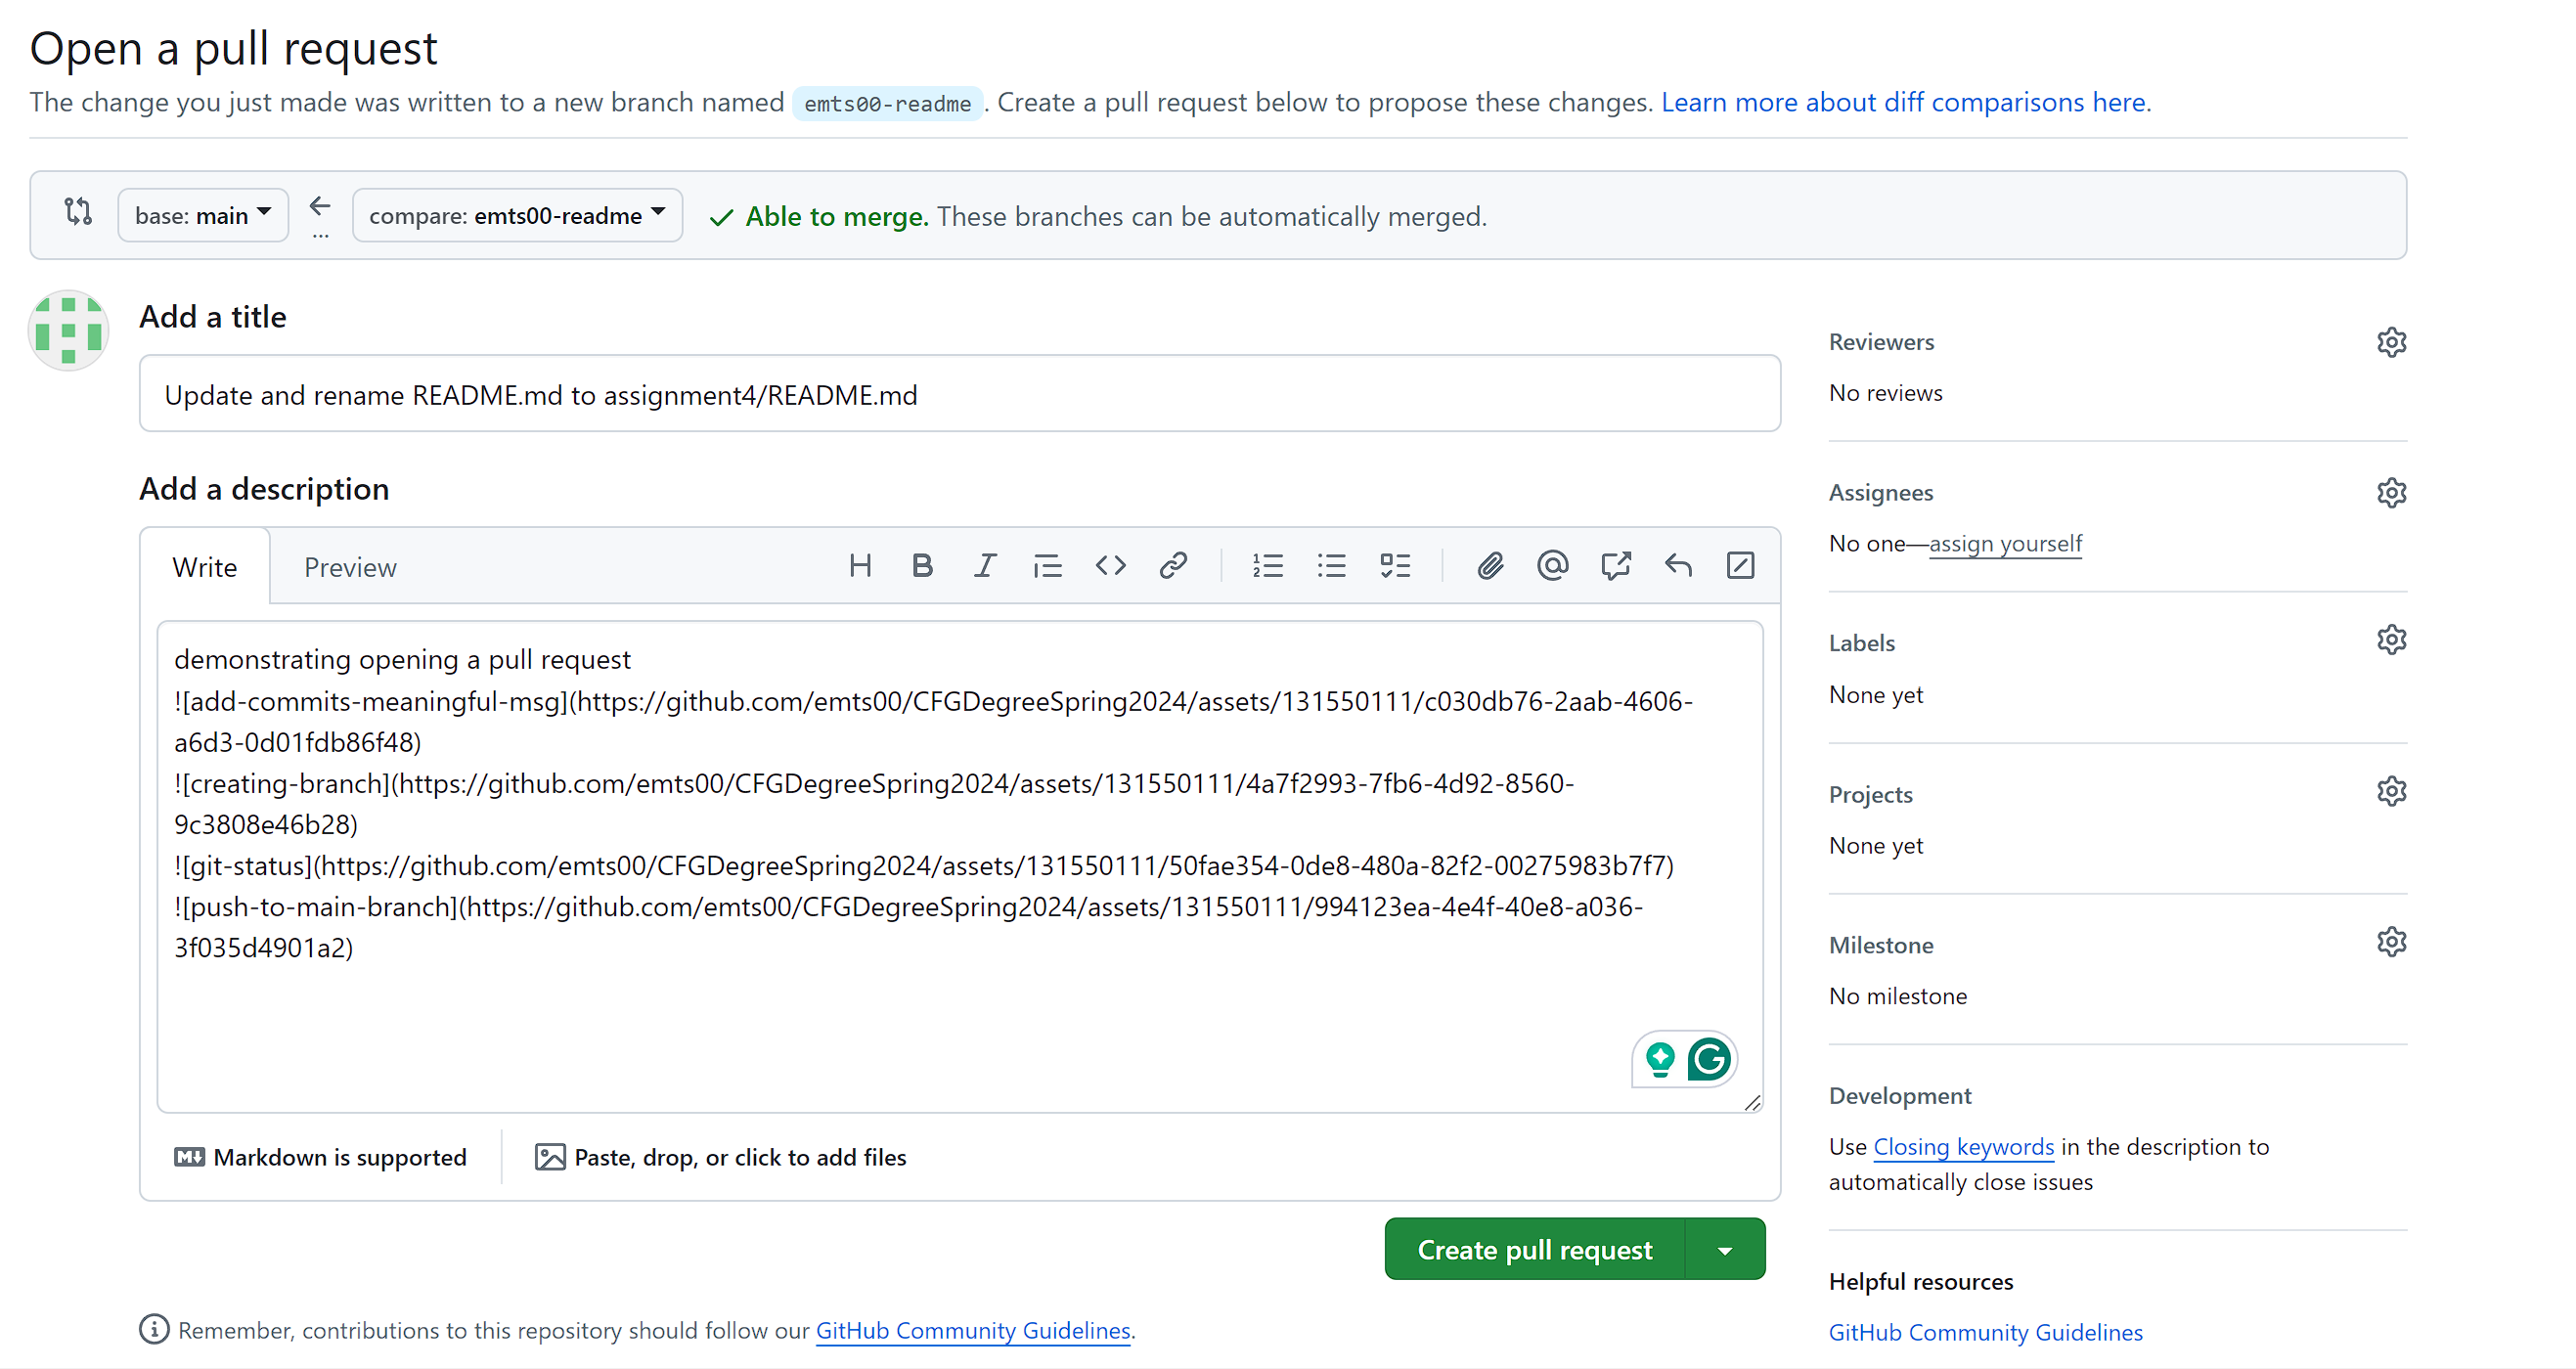 Open a pull request
The change you just made was written to a new branch named emts00-readme. Create a pull request below to propose these changes. Learn more about diff comparisons here.
base: main
...
compare: emts00-readme
Able to merge. These branches can be automatically merged.
Add a title
Update and rename README.md to assignment4/README.md
Add a description
Write
Preview
demonstrating opening a pull request
![add-commits-meaningful-msg](https://github.com/emts00/CFGDegreeSpring2024/assets/131550111/c030db76-2aab-4606-
a6d3-0d01fdb86f48)
![creating-branch](https://github.com/emts00/CFGDegreeSpring2024/assets/131550111/4a7f2993-7fb6-4d92-8560-
9c3808e46b28)
![git-status](https://github.com/emts00/CFGDegreeSpring2024/assets/131550111/50fae354-0de8-480a-82f2-00275983b7f7)
![push-to-main-branch](https://github.com/emts00/CFGDegreeSpring2024/assets/131550111/994123ea-4e4f-40e8-a036-
3f035d4901a2)
Markdown is supported
Paste, drop, or click to add files
Create pull request
Remember, contributions to this repository should follow our GitHub Community Guidelines.
Reviewers
No reviews
Assignees
No one—assign yourself
Labels
None yet
Projects
None yet
Milestone
No milestone
Development
Use Closing keywords in the description to
automatically close issues
Helpful resources
GitHub Community Guidelines